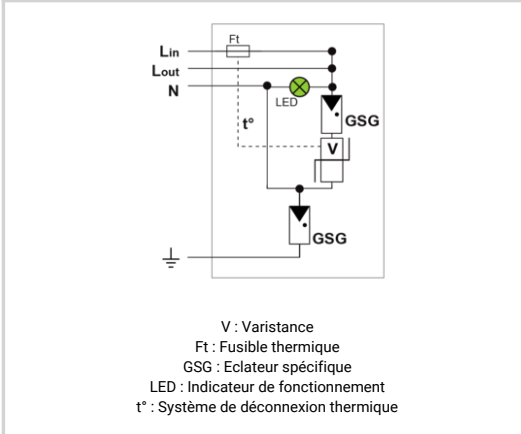 Ft
Lin
Lout
N
LED
GSG
t°
V
GSG
V : Varistance
Ft : Fusible thermique
GSG : Eclateur spécifique
LED : Indicateur de fonctionnement
t° : Système de déconnexion thermique